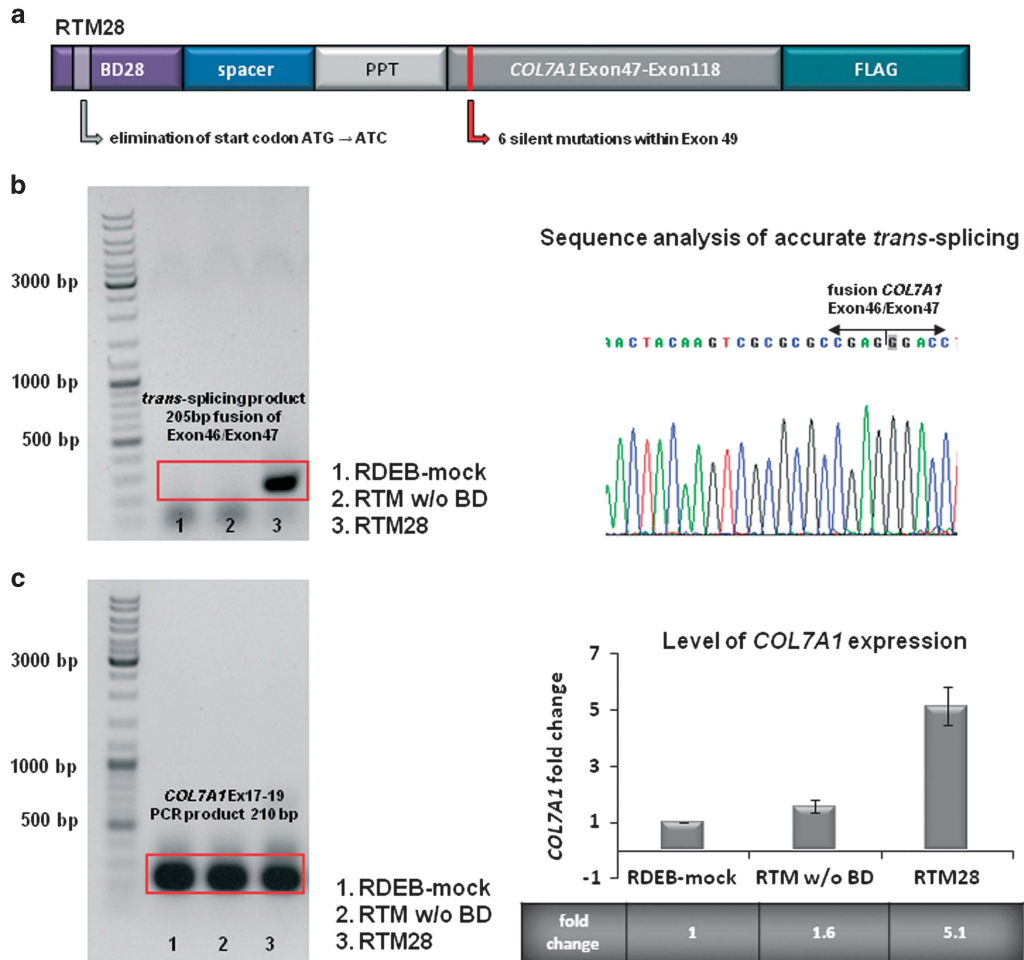 a
RTM28
BD28
spacer
PPT
COL7A1 Exon47-Exon118
FLAG
elimination of start codon ATG → ATC
6 silent mutations within Exon 49
b
3000 bp
1000 bp
500 bp
trans-splicing product
205bp fusion of
Exon46/Exon47
1 2 3
1. RDEB-mock
2. RTM w/o BD
3. RTM28
Sequence analysis of accurate trans-splicing
fusion COL7A1
Exon46/Exon47
A A C T A C A A G T C G C G C G C C G A G G G A C C T
c
3000 bp
1000 bp
500 bp
COL7A1 Ex17-19
PCR product 210 bp
1 2 3
1. RDEB-mock
2. RTM w/o BD
3. RTM28
Level of COL7A1 expression
COL7A1 fold change
7
5
3
1
-1
RDEB-mock
RTM w/o BD
RTM28
fold
change
1
1.6
5.1